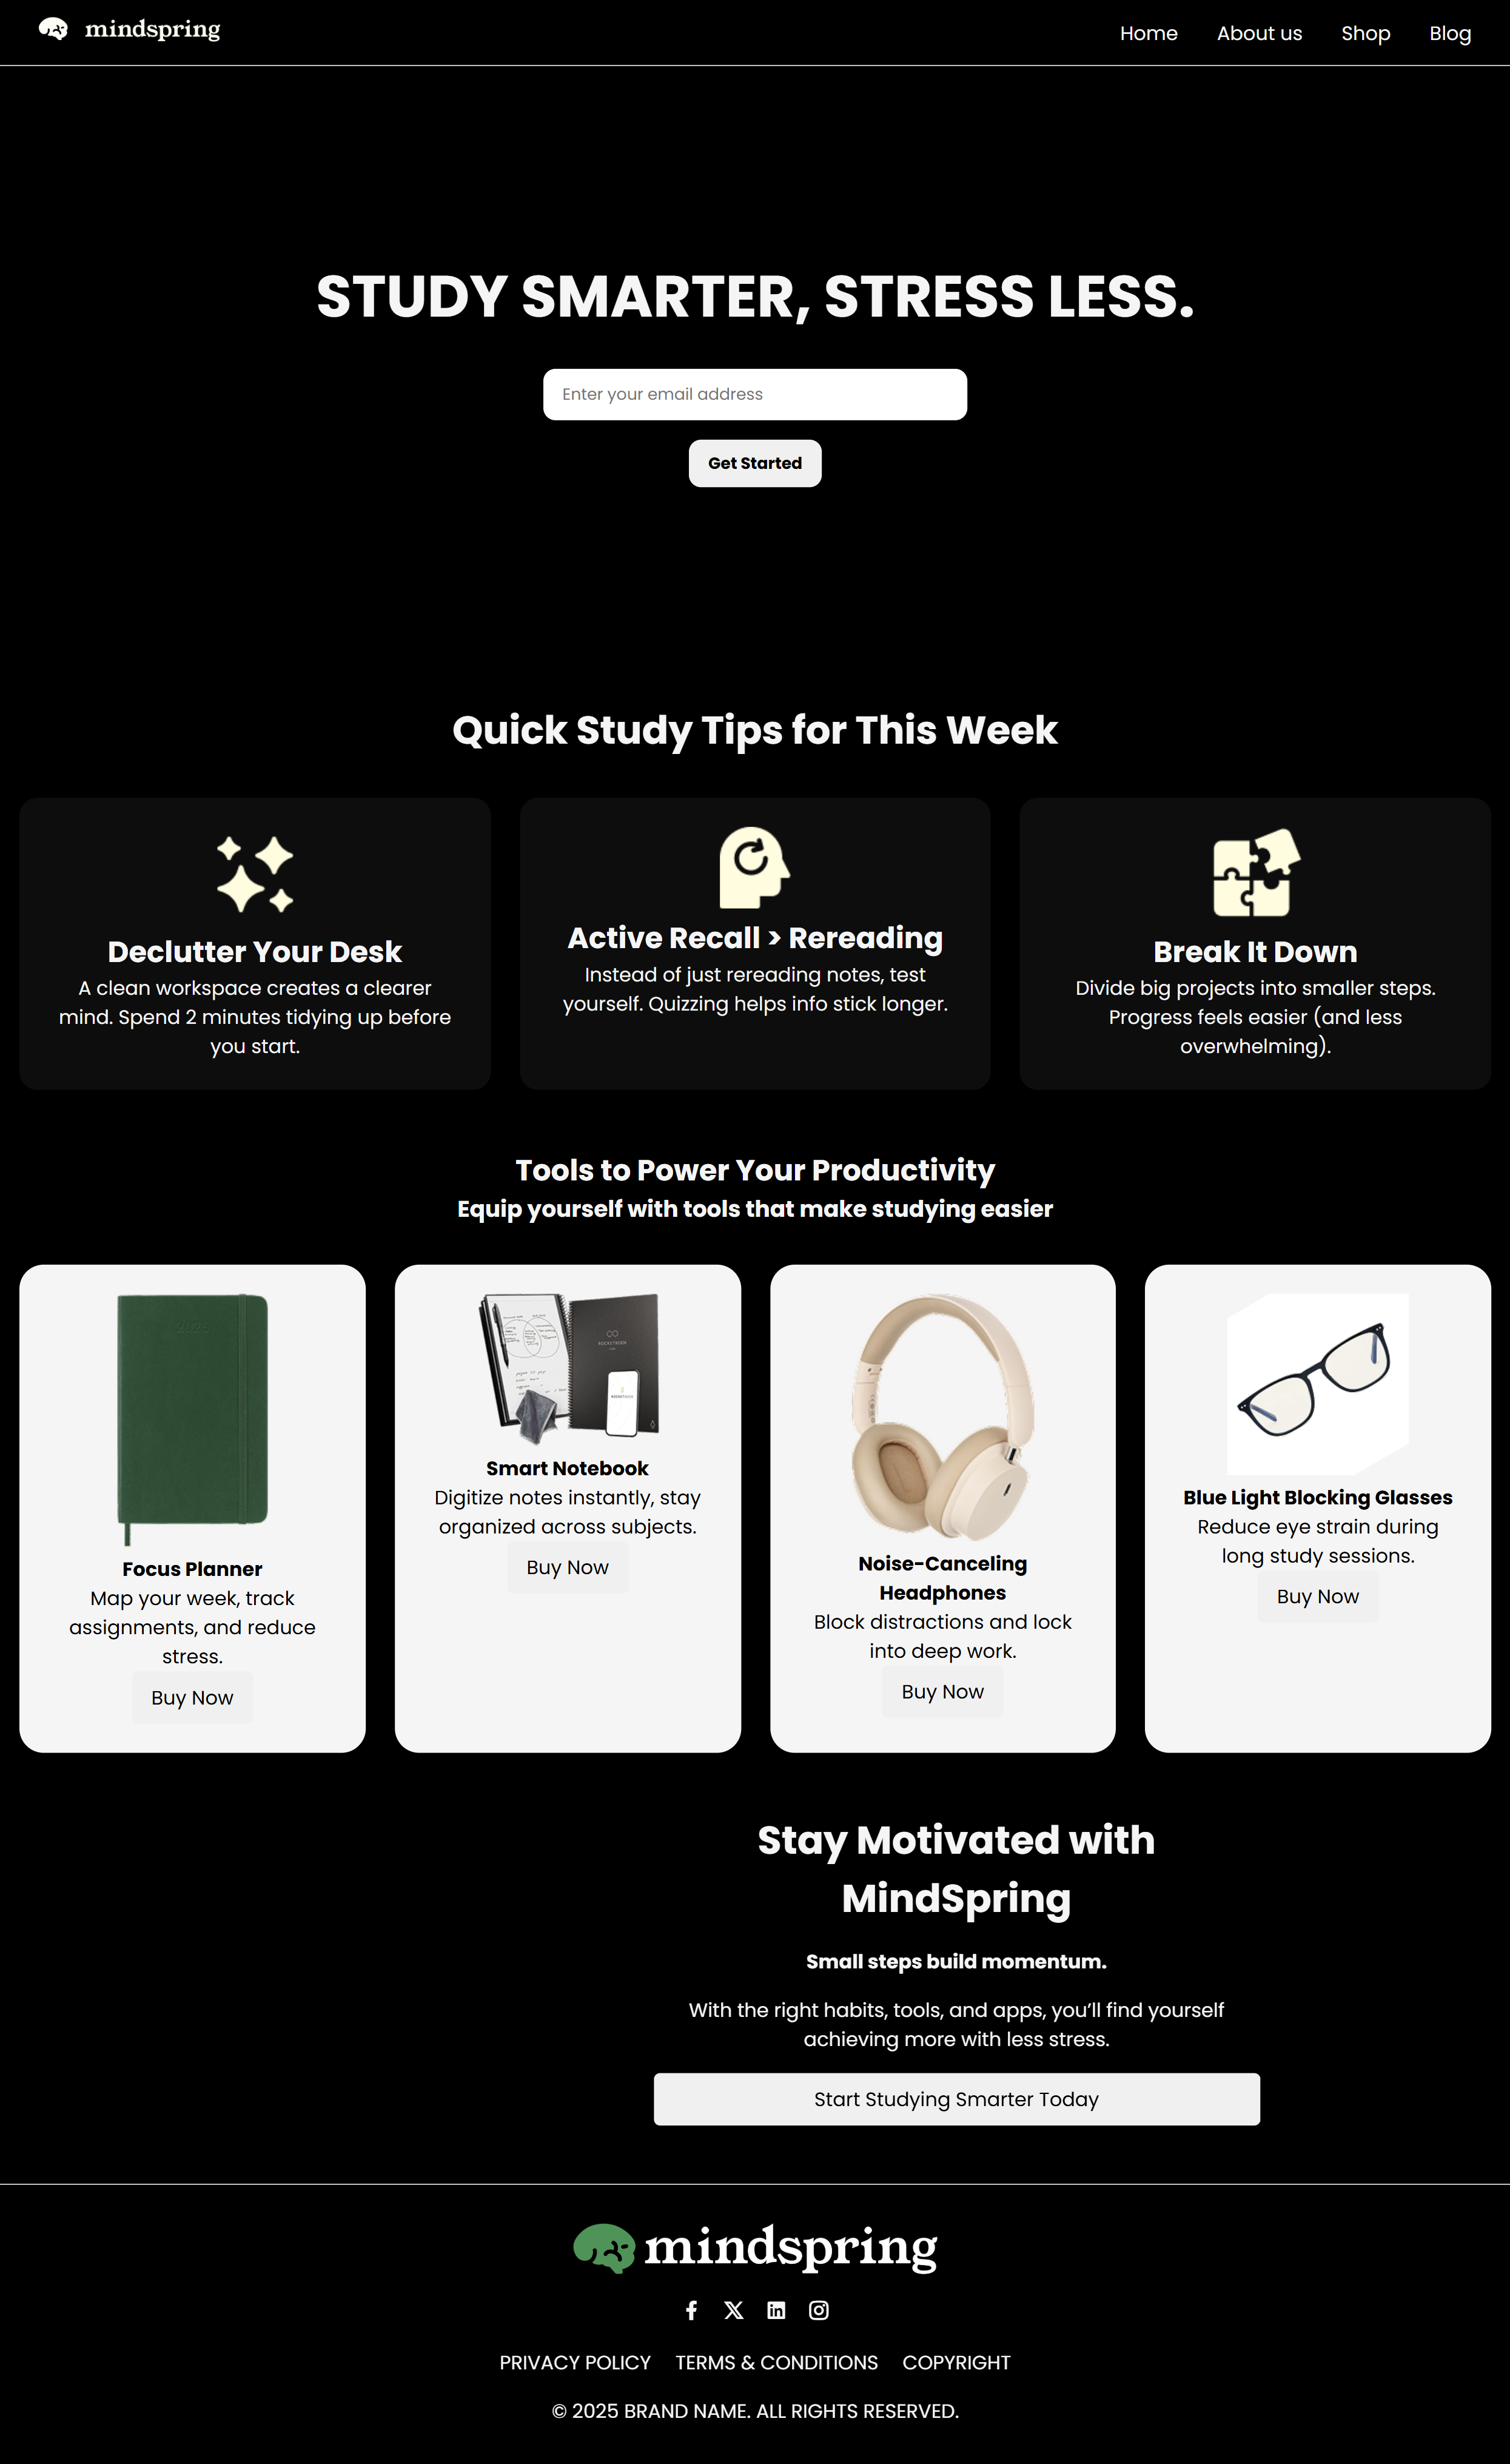 mindspring
Home About us Shop Blog
STUDY SMARTER, STRESS LESS.
Enter your email address
Get Started
Quick Study Tips for This Week
Declutter Your Desk
A clean workspace creates a clearer
mind. Spend 2 minutes tidying up before
you start.
Active Recall > Rereading
Instead of just rereading notes, test
yourself. Quizzing helps info stick longer.
Break It Down
Divide big projects into smaller steps.
Progress feels easier (and less
overwhelming).
Tools to Power Your Productivity
Equip yourself with tools that make studying easier
2025
Focus Planner
Map your week, track
assignments, and reduce
stress.
Buy Now
ROCKETBOOK
Smart Notebook
Digitize notes instantly, stay
organized across subjects.
Buy Now
Noise-Canceling
Headphones
Block distractions and lock
into deep work.
Buy Now
Blue Light Blocking Glasses
Reduce eye strain during
long study sessions.
Buy Now
Stay Motivated with
MindSpring
Small steps build momentum.
With the right habits, tools, and apps, you’ll find yourself
achieving more with less stress.
Start Studying Smarter Today
mindspring
PRIVACY POLICY TERMS & CONDITIONS COPYRIGHT
© 2025 BRAND NAME. ALL RIGHTS RESERVED.